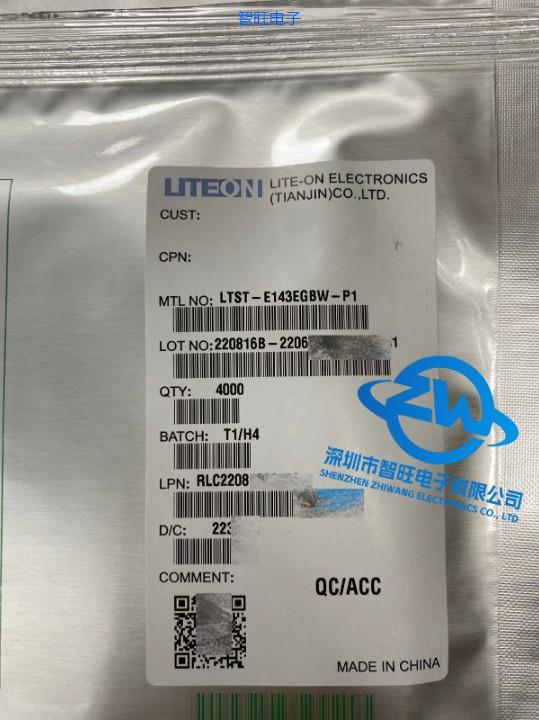 智旺电子
LITEON LITE-ON ELECTRONICS
(TIANJIN)CO.,LTD.
CUST:
CPN:
MTL NO: LTST-E143EGBW-P1
LOT NO:220816B-2206 1
QTY: 4000
BATCH: T1/H4
LPN: RLC2208
D/C: 223
COMMENT:
QC/ACC
MADE IN CHINA
ZW
深圳市智旺电子有限公司
SHENZHEN ZHIWANG ELECTRONICS CO., LTD